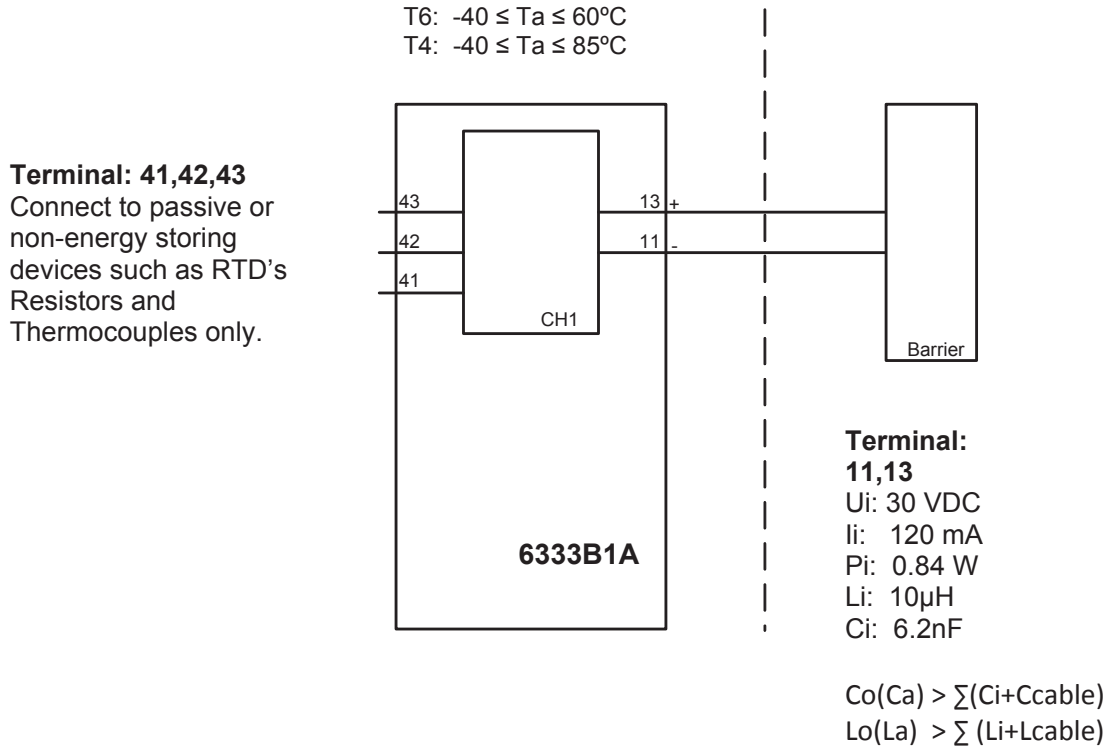 T6: -40 ≤ Ta ≤ 60ºC
T4: -40 ≤ Ta ≤ 85ºC
Terminal: 41,42,43
Connect to passive or
non-energy storing
devices such as RTD’s
Resistors and
Thermocouples only.
43
42
41
13 +
11 -
CH1
6333B1A
Barrier
Terminal:
11,13
Ui: 30 VDC
Ii: 120 mA
Pi: 0.84 W
Li: 10µH
Ci: 6.2nF
Co(Ca) > ∑(Ci+Ccable)
Lo(La) > ∑ (Li+Lcable)